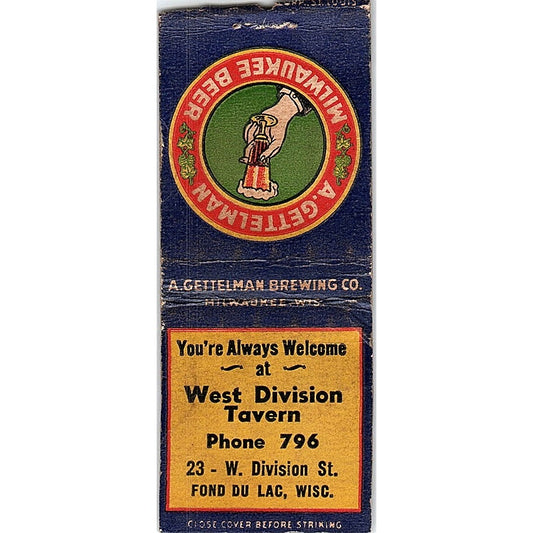 A. GETTELMAN
MILWAUKEE BEER
A. GETTELMAN BREWING CO.
MILWAUKEE, WIS.
You're Always Welcome
at
West Division
Tavern
Phone 796
23 - W. Division St.
FOND DU LAC, WISC.
CLOSE COVER BEFORE STRIKING